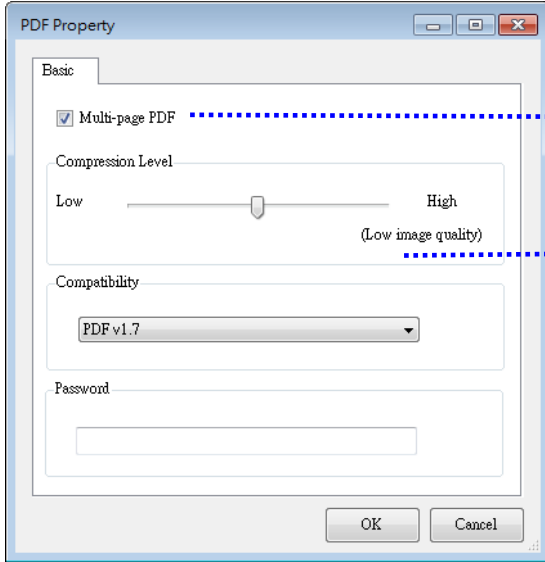 PDF Property
Basic
Multi-page PDF
Compression Level
Low High
(Low image quality)
Compatibility
PDF v1.7
Password
OK Cancel